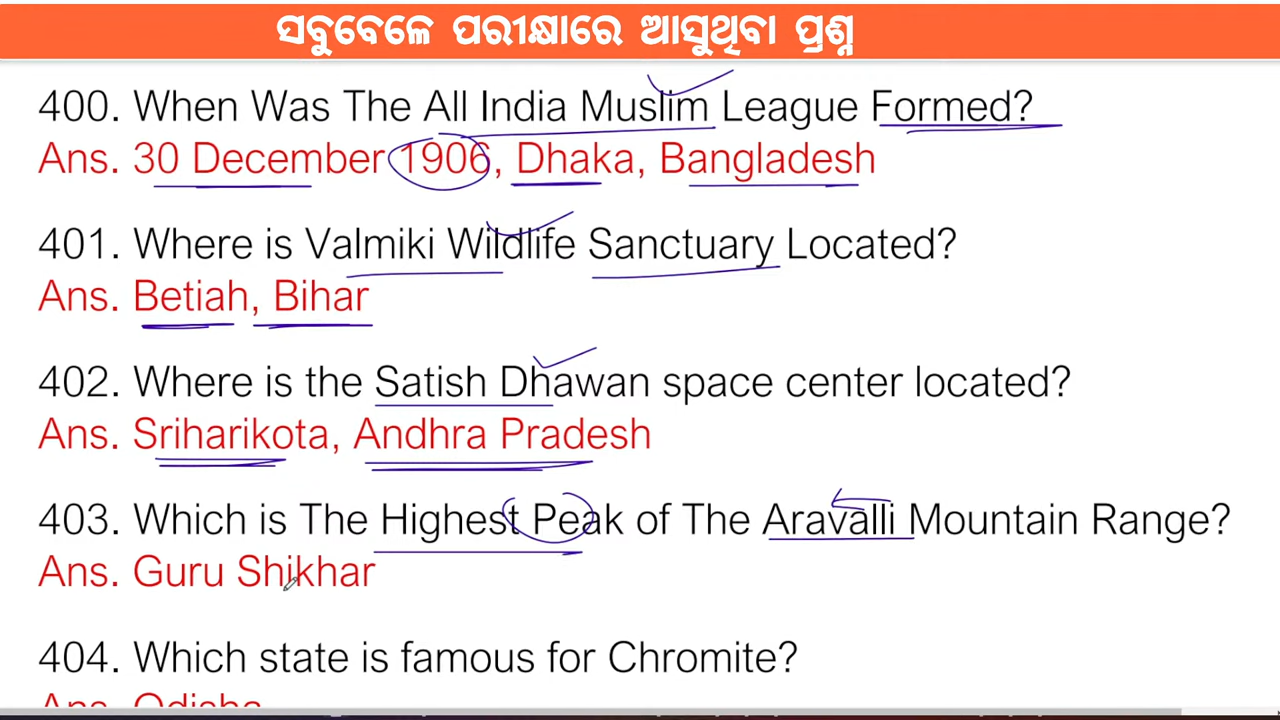 ସବୁବେଳେ ପରୀକ୍ଷାରେ ଆସୁଥିବା ପ୍ରଶ୍ନ
400. When Was The All India Muslim League Formed?
Ans. 30 December 1906, Dhaka, Bangladesh
401. Where is Valmiki Wildlife Sanctuary Located?
Ans. Betiah, Bihar
402. Where is the Satish Dhawan space center located?
Ans. Sriharikota, Andhra Pradesh
403. Which is The Highest Peak of The Aravalli Mountain Range?
Ans. Guru Shikhar
404. Which state is famous for Chromite?
Ans. Odisha